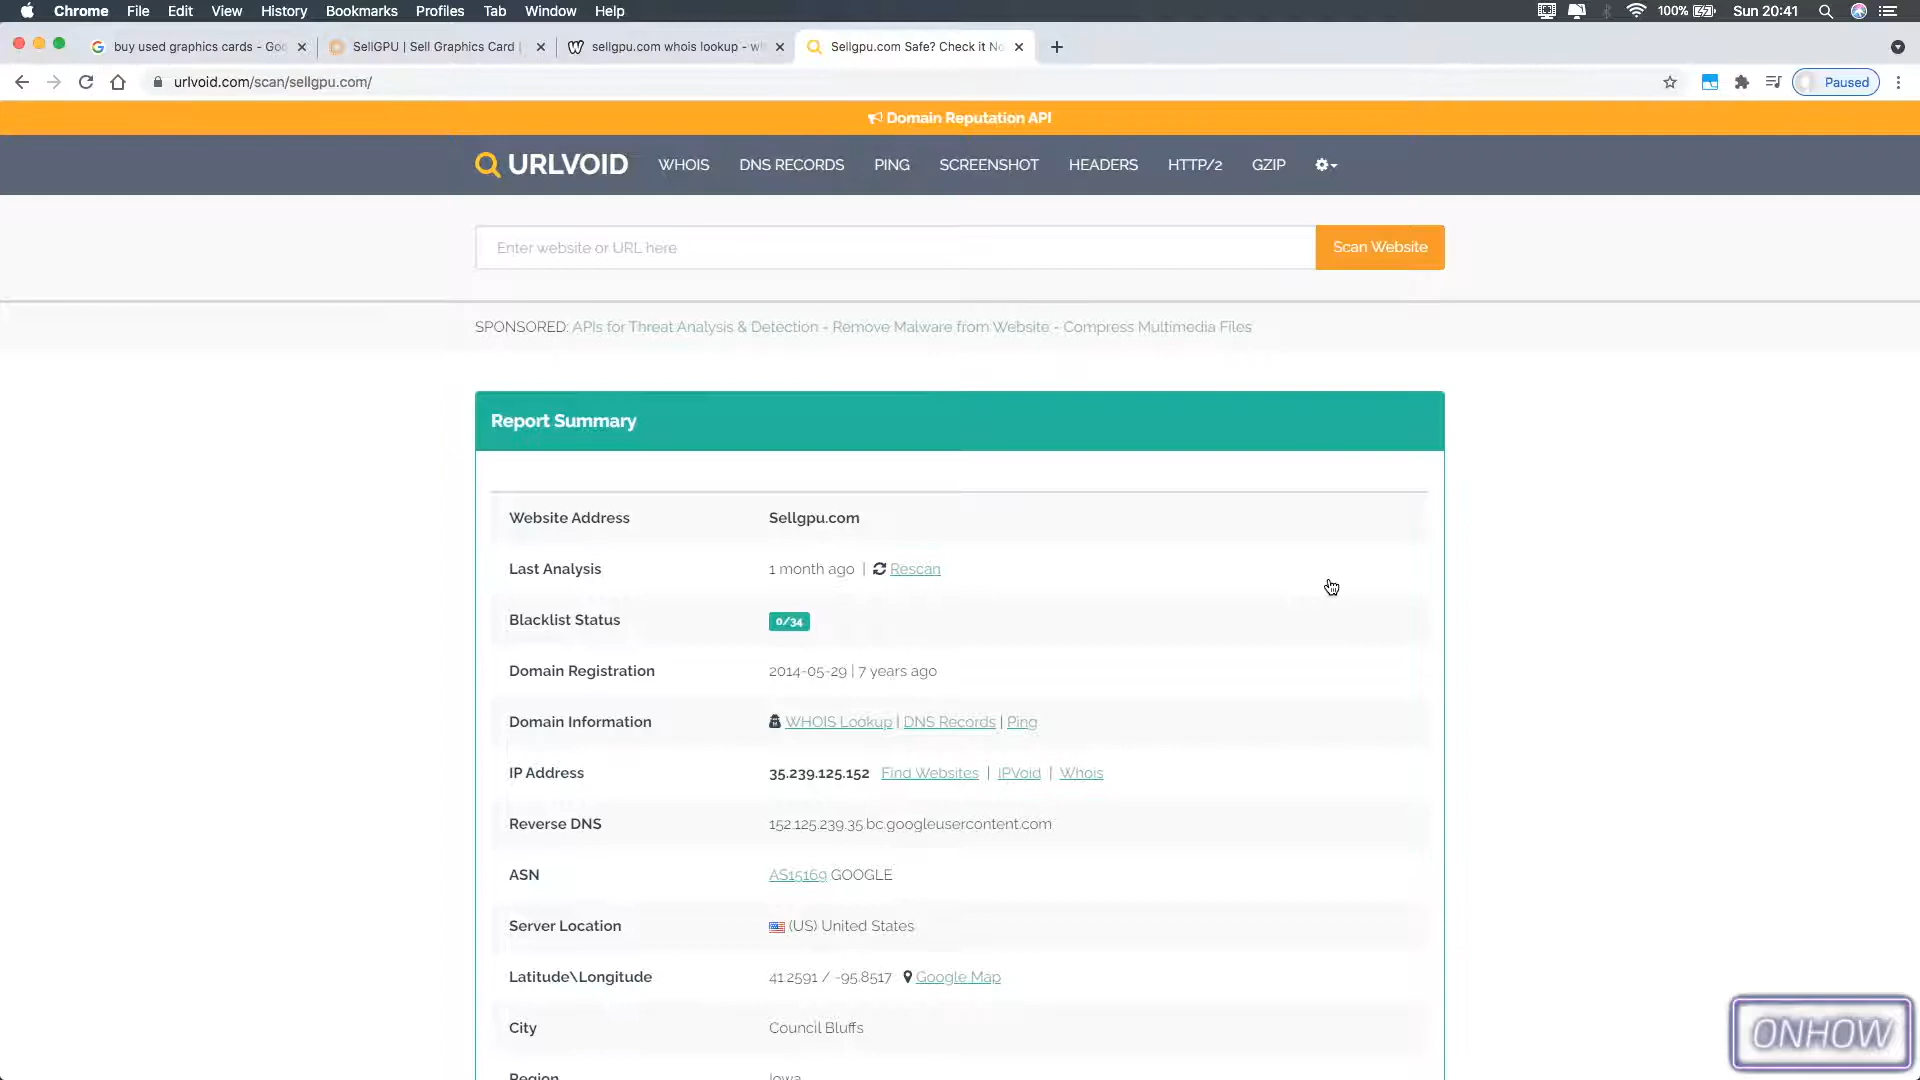 Chrome File Edit View History Bookmarks Profiles Tab Window Help 100% Sun 20:41
buy used graphics cards - Goo
SellGPU | Sell Graphics Card |
sellgpu.com whois lookup - wh
Sellgpu.com Safe? Check it No
urlvoid.com/scan/sellgpu.com/ Paused
Domain Reputation API
URLVOID WHOIS DNS RECORDS PING SCREENSHOT HEADERS HTTP/2 GZIP
Enter website or URL here Scan Website
SPONSORED: APIs for Threat Analysis & Detection - Remove Malware from Website - Compress Multimedia Files
Report Summary
Website Address Sellgpu.com
Last Analysis 1 month ago | Rescan
Blacklist Status 0/34
Domain Registration 2014-05-29 | 7 years ago
Domain Information WHOIS Lookup | DNS Records | Ping
IP Address 35.239.125.152 Find Websites | IPVoid | Whois
Reverse DNS 152.125.239.35.bc.googleusercontent.com
ASN AS15169 GOOGLE
Server Location (US) United States
Latitude\Longitude 41.2591 / -95.8517 Google Map
City Council Bluffs
Region Iowa
ONHOW